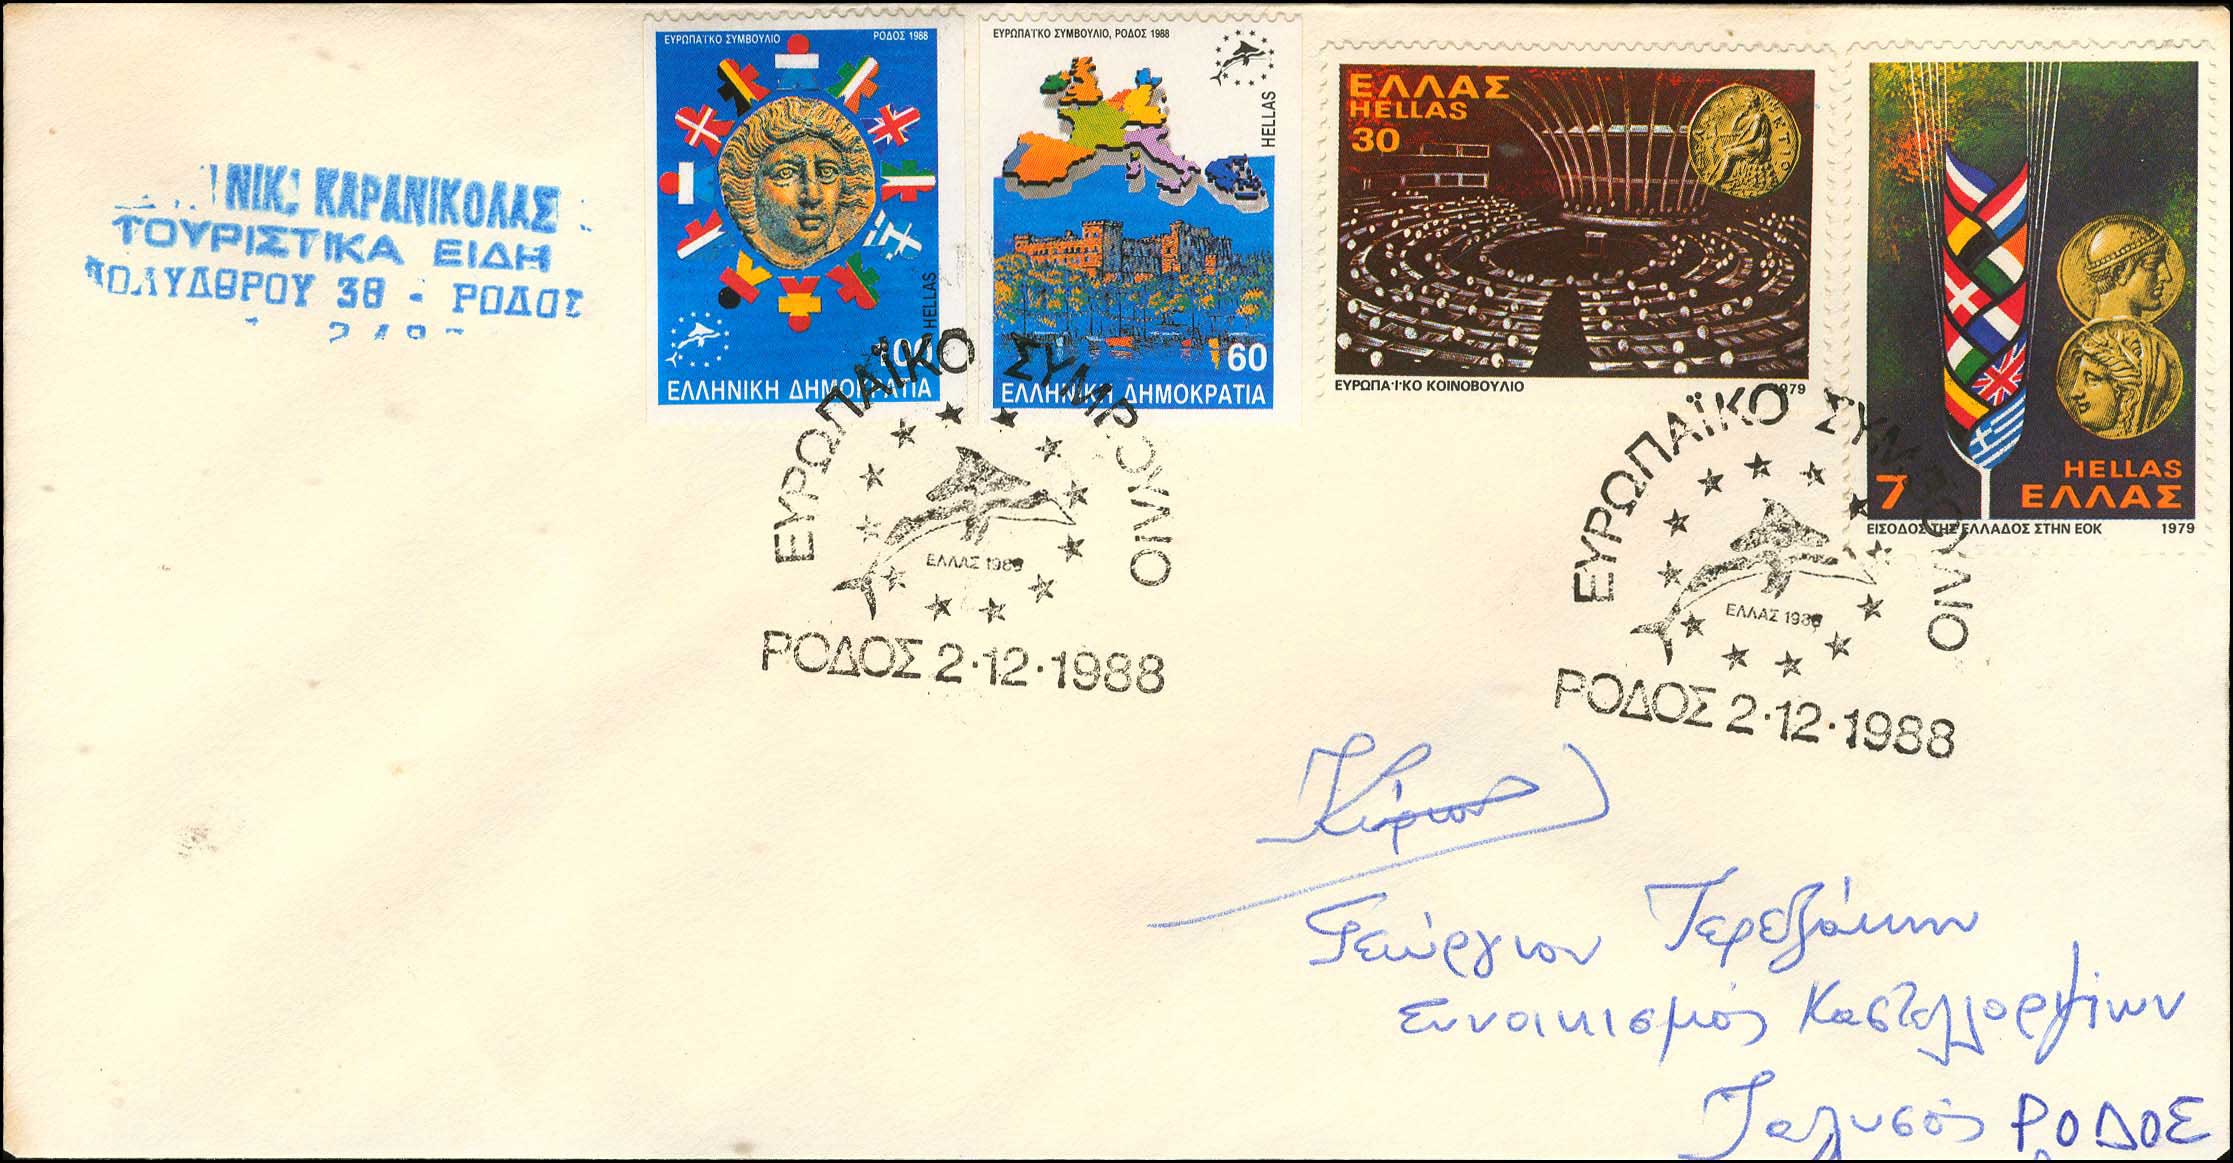 ΝΙΚ. ΚΑΡΑΝΙΚΟΛΑΣ
ΤΟΥΡΙΣΤΙΚΑ ΕΙΔΗ
ΠΟΛΥΔΩΡΟΥ 38 - ΡΟΔΟΣ
ΕΥΡΩΠΑΪΚΟ ΣΥΜΒΟΥΛΙΟ ΡΟΔΟΣ 1988
HELLAS
100
ΕΛΛΗΝΙΚΗ ΔΗΜΟΚΡΑΤΙΑ
ΕΥΡΩΠΑΪΚΟ ΣΥΜΒΟΥΛΙΟ, ΡΟΔΟΣ 1988
HELLAS
60
ΕΛΛΗΝΙΚΗ ΔΗΜΟΚΡΑΤΙΑ
ΕΛΛΑΣ
HELLAS
30
ΕΥΡΩΠΑΪΚΟ ΚΟΙΝΟΒΟΥΛΙΟ 1979
7
HELLAS
ΕΛΛΑΣ
ΕΙΣΟΔΟΣ ΤΗΣ ΕΛΛΑΔΟΣ ΣΤΗΝ ΕΟΚ 1979
ΕΥΡΩΠΑΪΚΟ ΣΥΜΒΟΥΛΙΟ
ΕΛΛΑΣ 1988
ΡΟΔΟΣ 2·12·1988
ΕΥΡΩΠΑΪΚΟ ΣΥΜΒΟΥΛΙΟ
ΕΛΛΑΣ 1988
ΡΟΔΟΣ 2·12·1988
Κύριον
Γεώργιον Τερεζάκην
Συνοικισμός Καστελλοριζίων
Ιαλυσός ΡΟΔΟΣ